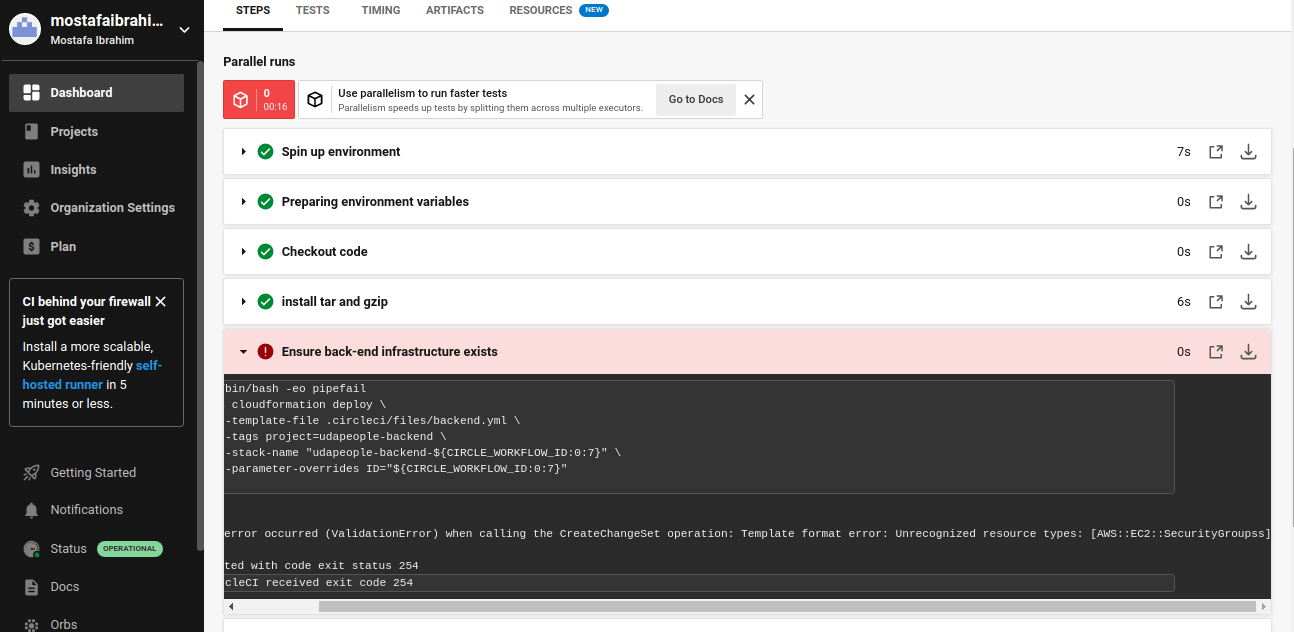 mostafaibrahi...
Mostafa Ibrahim
Dashboard
Projects
Insights
Organization Settings
Plan
CI behind your firewall
just got easier
Install a more scalable,
Kubernetes-friendly self-
hosted runner in 5
minutes or less.
Getting Started
Notifications
Status OPERATIONAL
Docs
Orbs
STEPS TESTS TIMING ARTIFACTS RESOURCES NEW
Parallel runs
0
00:16
Use parallelism to run faster tests
Parallelism speeds up tests by splitting them across multiple executors.
Go to Docs
Spin up environment 7s
Preparing environment variables 0s
Checkout code 0s
install tar and gzip 6s
Ensure back-end infrastructure exists 0s
bin/bash -eo pipefail
cloudformation deploy \
-template-file .circleci/files/backend.yml \
-tags project=udapeople-backend \
-stack-name "udapeople-backend-${CIRCLE_WORKFLOW_ID:0:7}" \
-parameter-overrides ID="${CIRCLE_WORKFLOW_ID:0:7}"
error occurred (ValidationError) when calling the CreateChangeSet operation: Template format error: Unrecognized resource types: [AWS::EC2::SecurityGroupss]
ted with code exit status 254
cleCI received exit code 254